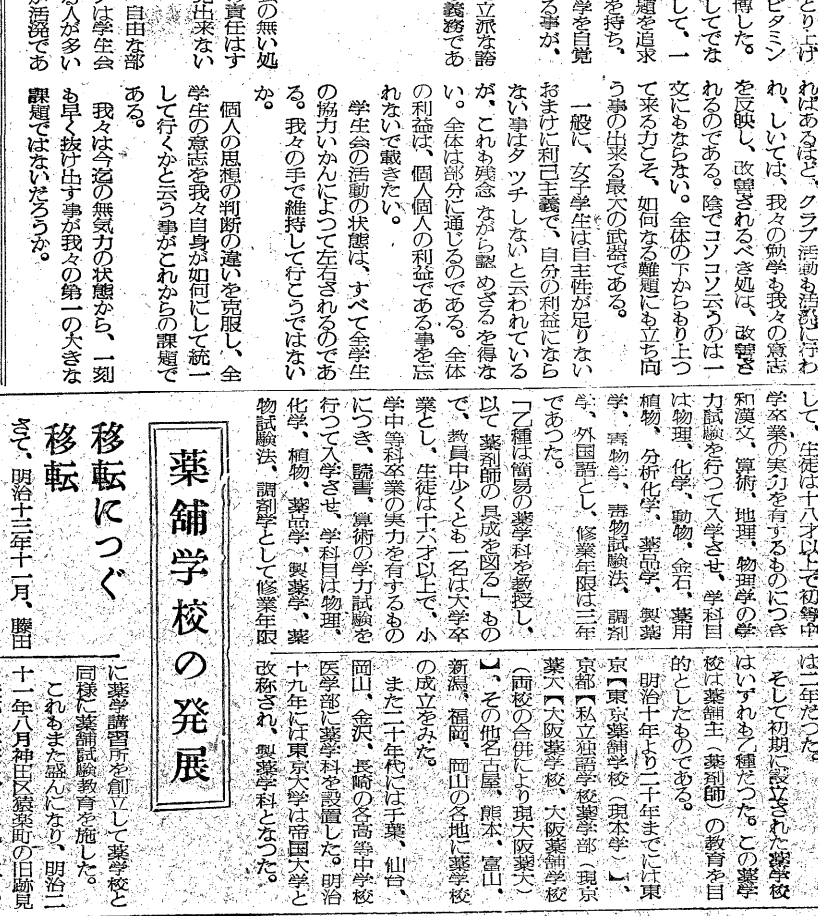 とり上げ
ビタミン
博した。
してでな
して、一
題を追求
を持ち、
学を自覚
る事が、
立派な誇
義務であ
の無い処
責任はす
出来ない
自由な部
は学生会
る人が多い
活発であ
ればあるほど、クラブ活動も活発に行わ
れ、しいては、我々の勉学も我々の意志
を反映し、改善されるべき処は、改善さ
れるのである。陰でコソコソ云うのは一
文にもならない。全体の下からもり上つ
て来る力こそ、如何なる難題にも立ち向
う事の出来る最大の武器である。
一般に、女子学生は自主性が足りない
おまけに利己主義で、自分の利益になら
ない事はタツチしないと云われている
が、これも残念ながら認めざるを得な
い。全体は部分に通じるのである。全体
の利益は、個人個人の利益である事を忘
れないで戴きたい。
学生会の活動の状態は、すべて全学生
の協力いかんによつて左右されるのであ
る。我々の手で維持して行こうではない
か。
個人の思想の判断の違いを克服し、全
学生の意志を我々自身が如何にして統一
して行くかと云う事がこれからの課題で
ある。
我々は今迄の無気力の状態から、一刻
も早く抜け出す事が我々の第一の大きな
課題ではないだろうか。
して、生徒は十八才以上で初等中
学卒業の実力を有するものにつき
和漢文、算術、地理、物理学の学
力試験を行つて入学させ、学科目
は物理、化学、動物、金石、薬用
植物、分析化学、薬品学、製薬
学、毒物学、毒物試験法、調剤
学、外国語とし、修業年限は三年
であつた。
「乙種は簡易の薬学科を教授し、
以て薬剤師の具成を図る」もの
で、教員中少くとも一名は大学卒
業とし、生徒は十六才以上で、小
学中等科卒業の実力を有するもの
につき、読書、算術の学力試験を
行つて入学させ、学科目は物理、
化学、植物、薬品学、製薬学、薬
物試験法、調剤学として修業年限
は二年だつた。
そして初期に設立された薬学校
はいずれも乙種だつた。この薬学
校は薬舗主（薬剤師）の教育を目
的としたものである。
明治十年より二十年までには東
京【東京薬舗学校（現本学）】、
京都【私立独語学校薬学部（現京
薬大【大阪薬学校、大阪薬舗学校
（両校の合併により現大阪薬大）
】、その他名古屋、熊本、富山、
新潟、福岡、岡山の各地に薬学校
の成立をみた。
また二十年代には千葉、仙台、
岡山、金沢、長崎の各高等中学校
医学部に薬学科を設置した。明治
十九年には東京大学は帝国大学と
改称され、製薬学科となつた。
薬舗学校の発展
移転につぐ
移転
さて、明治十三年十一月、藤田
に薬学講習所を創立して薬学校と
同様に薬舗試験教育を施した。
これもまた盛んになり、明治二
十一年八月神田区猿楽町の旧跡見